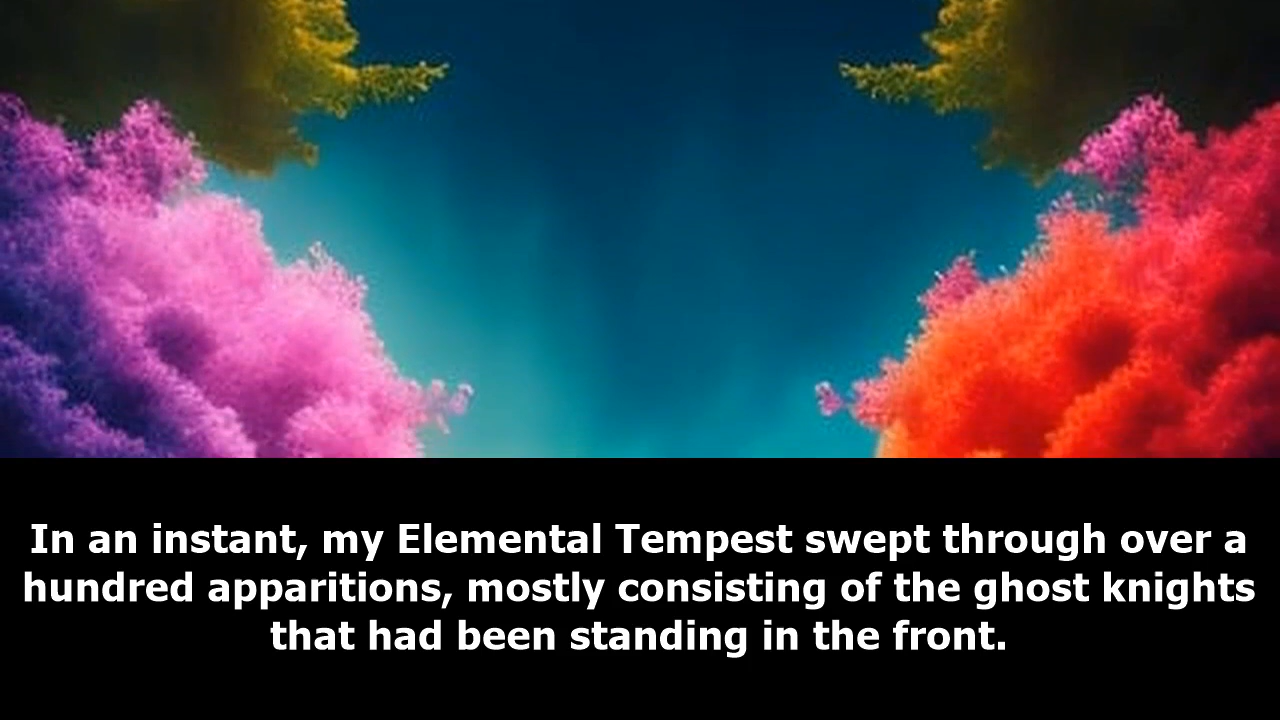 In an instant, my Elemental Tempest swept through over a
hundred apparitions, mostly consisting of the ghost knights
that had been standing in the front.